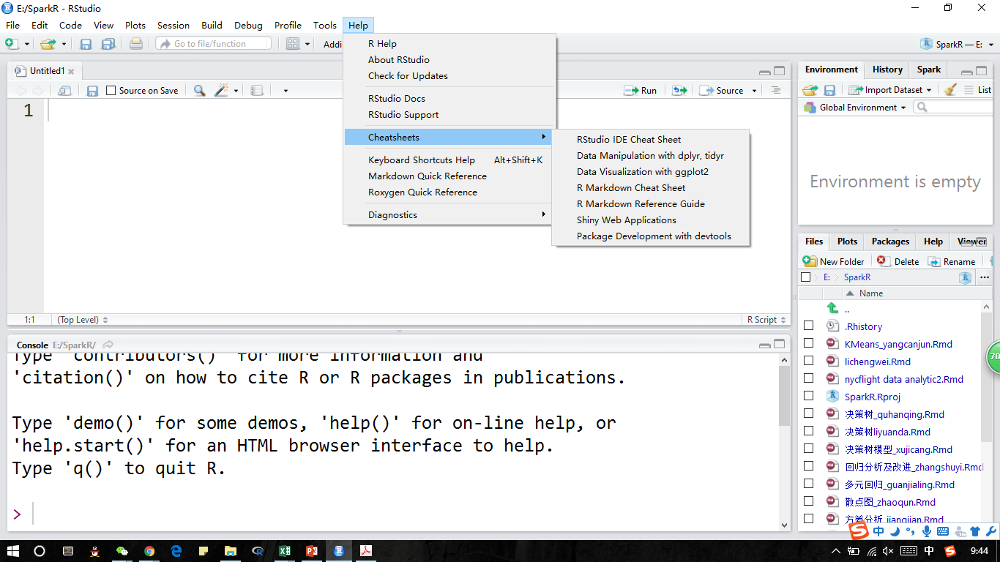 E:/SparkR - RStudio
File Edit Code View Plots Session Build Debug Profile Tools Help
Go to file/function Addi SparkR — E:
R Help
About RStudio
Check for Updates
RStudio Docs
RStudio Support
Cheatsheets
Keyboard Shortcuts Help Alt+Shift+K
Markdown Quick Reference
Roxygen Quick Reference
Diagnostics
RStudio IDE Cheat Sheet
Data Manipulation with dplyr, tidyr
Data Visualization with ggplot2
R Markdown Cheat Sheet
R Markdown Reference Guide
Shiny Web Applications
Package Development with devtools
Untitled1
Source on Save Run Source
1
1:1 (Top Level) R Script
Console E:/SparkR/
Type 'contributors()' for more information and
'citation()' on how to cite R or R packages in publications.
Type 'demo()' for some demos, 'help()' for on-line help, or
'help.start()' for an HTML browser interface to help.
Type 'q()' to quit R.
>
Environment History Spark
Import Dataset List
Global Environment
Environment is empty
Files Plots Packages Help Viewer
New Folder Delete Rename
E: SparkR
Name
..
.Rhistory
KMeans_yangcanjun.Rmd
lichengwei.Rmd
nycflight data analytic2.Rmd
SparkR.Rproj
决策树_quhanqing.Rmd
决策树liyuanda.Rmd
决策树模型_xujicang.Rmd
回归分析及改进_zhangshuyi.Rmd
多元回归_guanjialing.Rmd
散点图_zhaoqun.Rmd
方差分析_jiangjian.Rmd
70
中
中 9:44